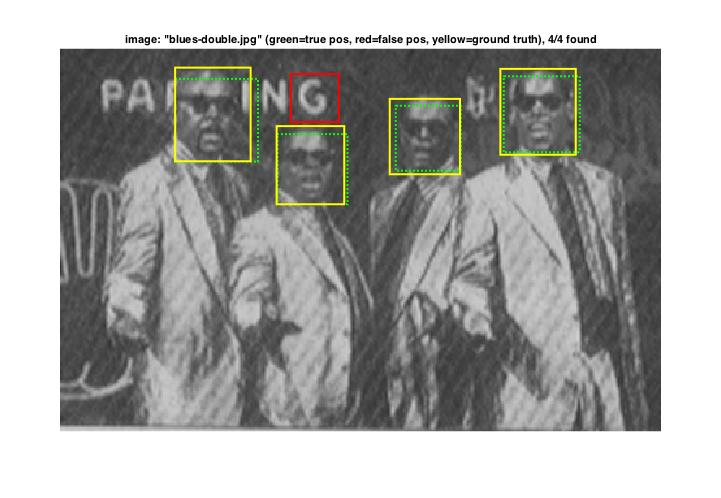 image: "blues-double.jpg" (green=true pos, red=false pos, yellow=ground truth), 4/4 found